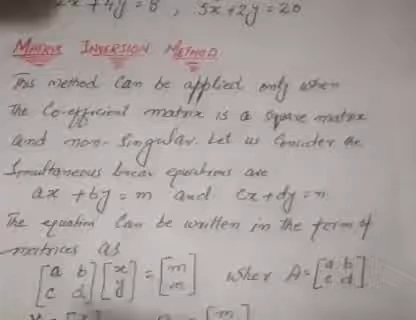 2x + 4y = 8 , 5x + 2y = 20
MATRIX INVERSION METHOD
This method can be applied only when
the Co-efficient matrix is a square matrix
and non-singular. Let us Consider the
Simultaneous linear equations are
ax + by = m and cx + dy = n
The equation can be written in the form of
matrices as
[a b c d] [x y] = [m n] wher A = [a b c d]